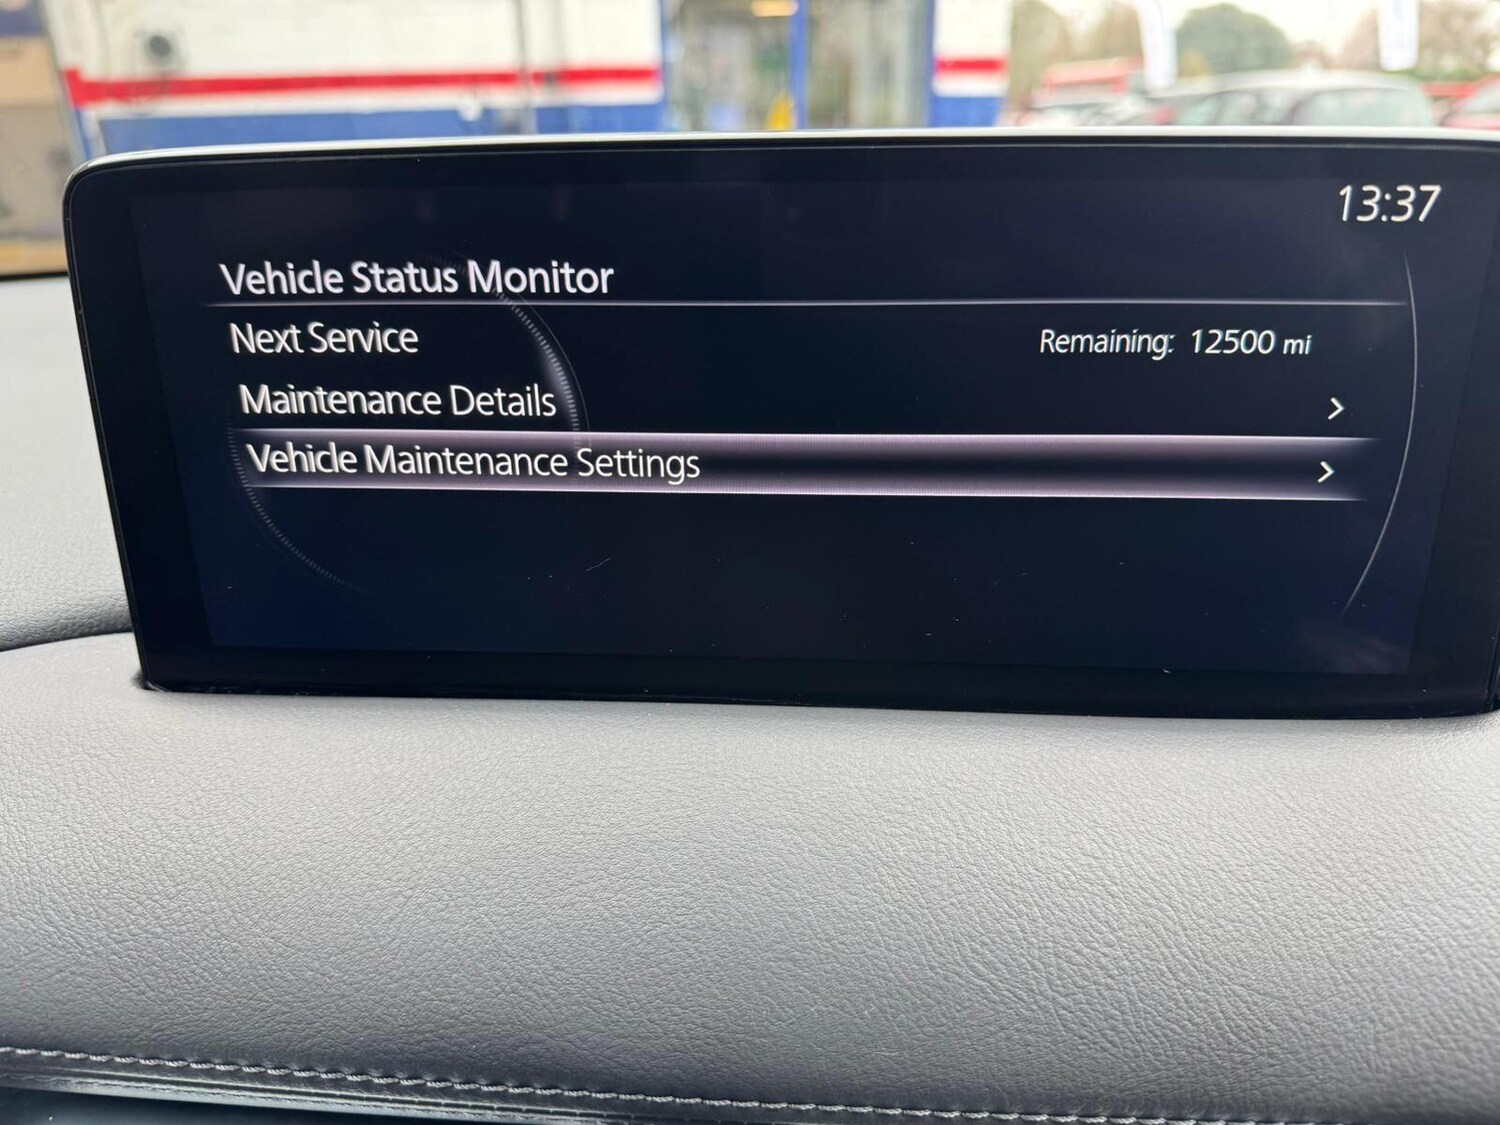 13:37
Vehicle Status Monitor
Next Service Remaining: 12500 mi
Maintenance Details
Vehicle Maintenance Settings